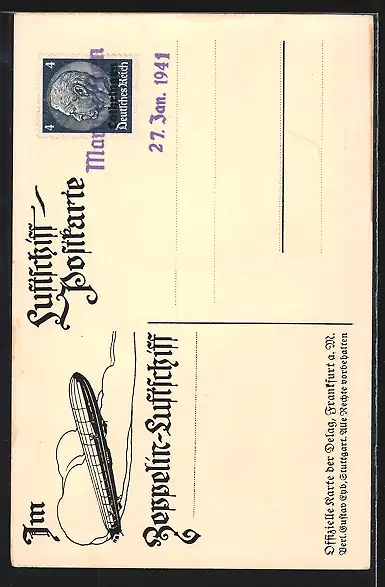 Luftschiff-
Postkarte
4 4
Deutsches Reich
27. Jan. 1941
Im
Zeppelin-Luftschiff
Offizielle Karte der Delag, Frankfurt a. M.
Verl. Gustav Eyb, Stuttgart. Alle Rechte vorbehalten